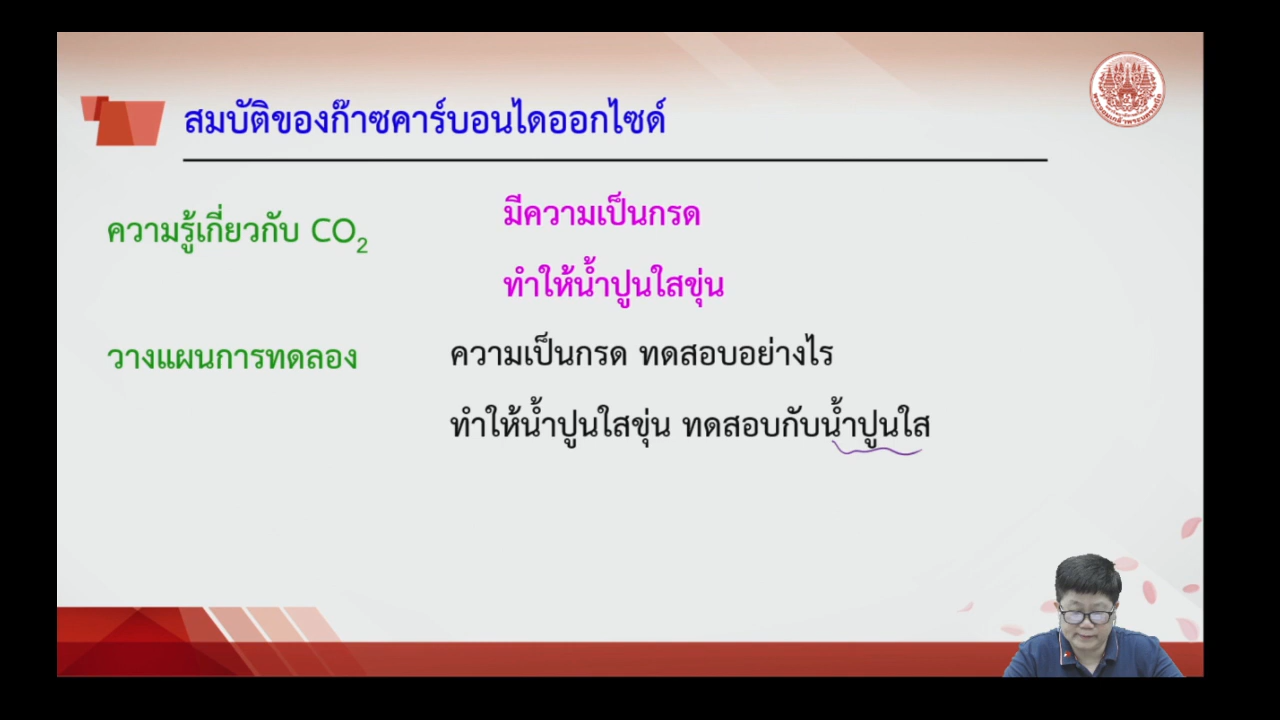 สมบัติของก๊าซคาร์บอนไดออกไซด์
ความรู้เกี่ยวกับ CO₂
มีความเป็นกรด
ทำให้น้ำปูนใสขุ่น
วางแผนการทดลอง
ความเป็นกรด ทดสอบอย่างไร
ทำให้น้ำปูนใสขุ่น ทดสอบกับน้ำปูนใส